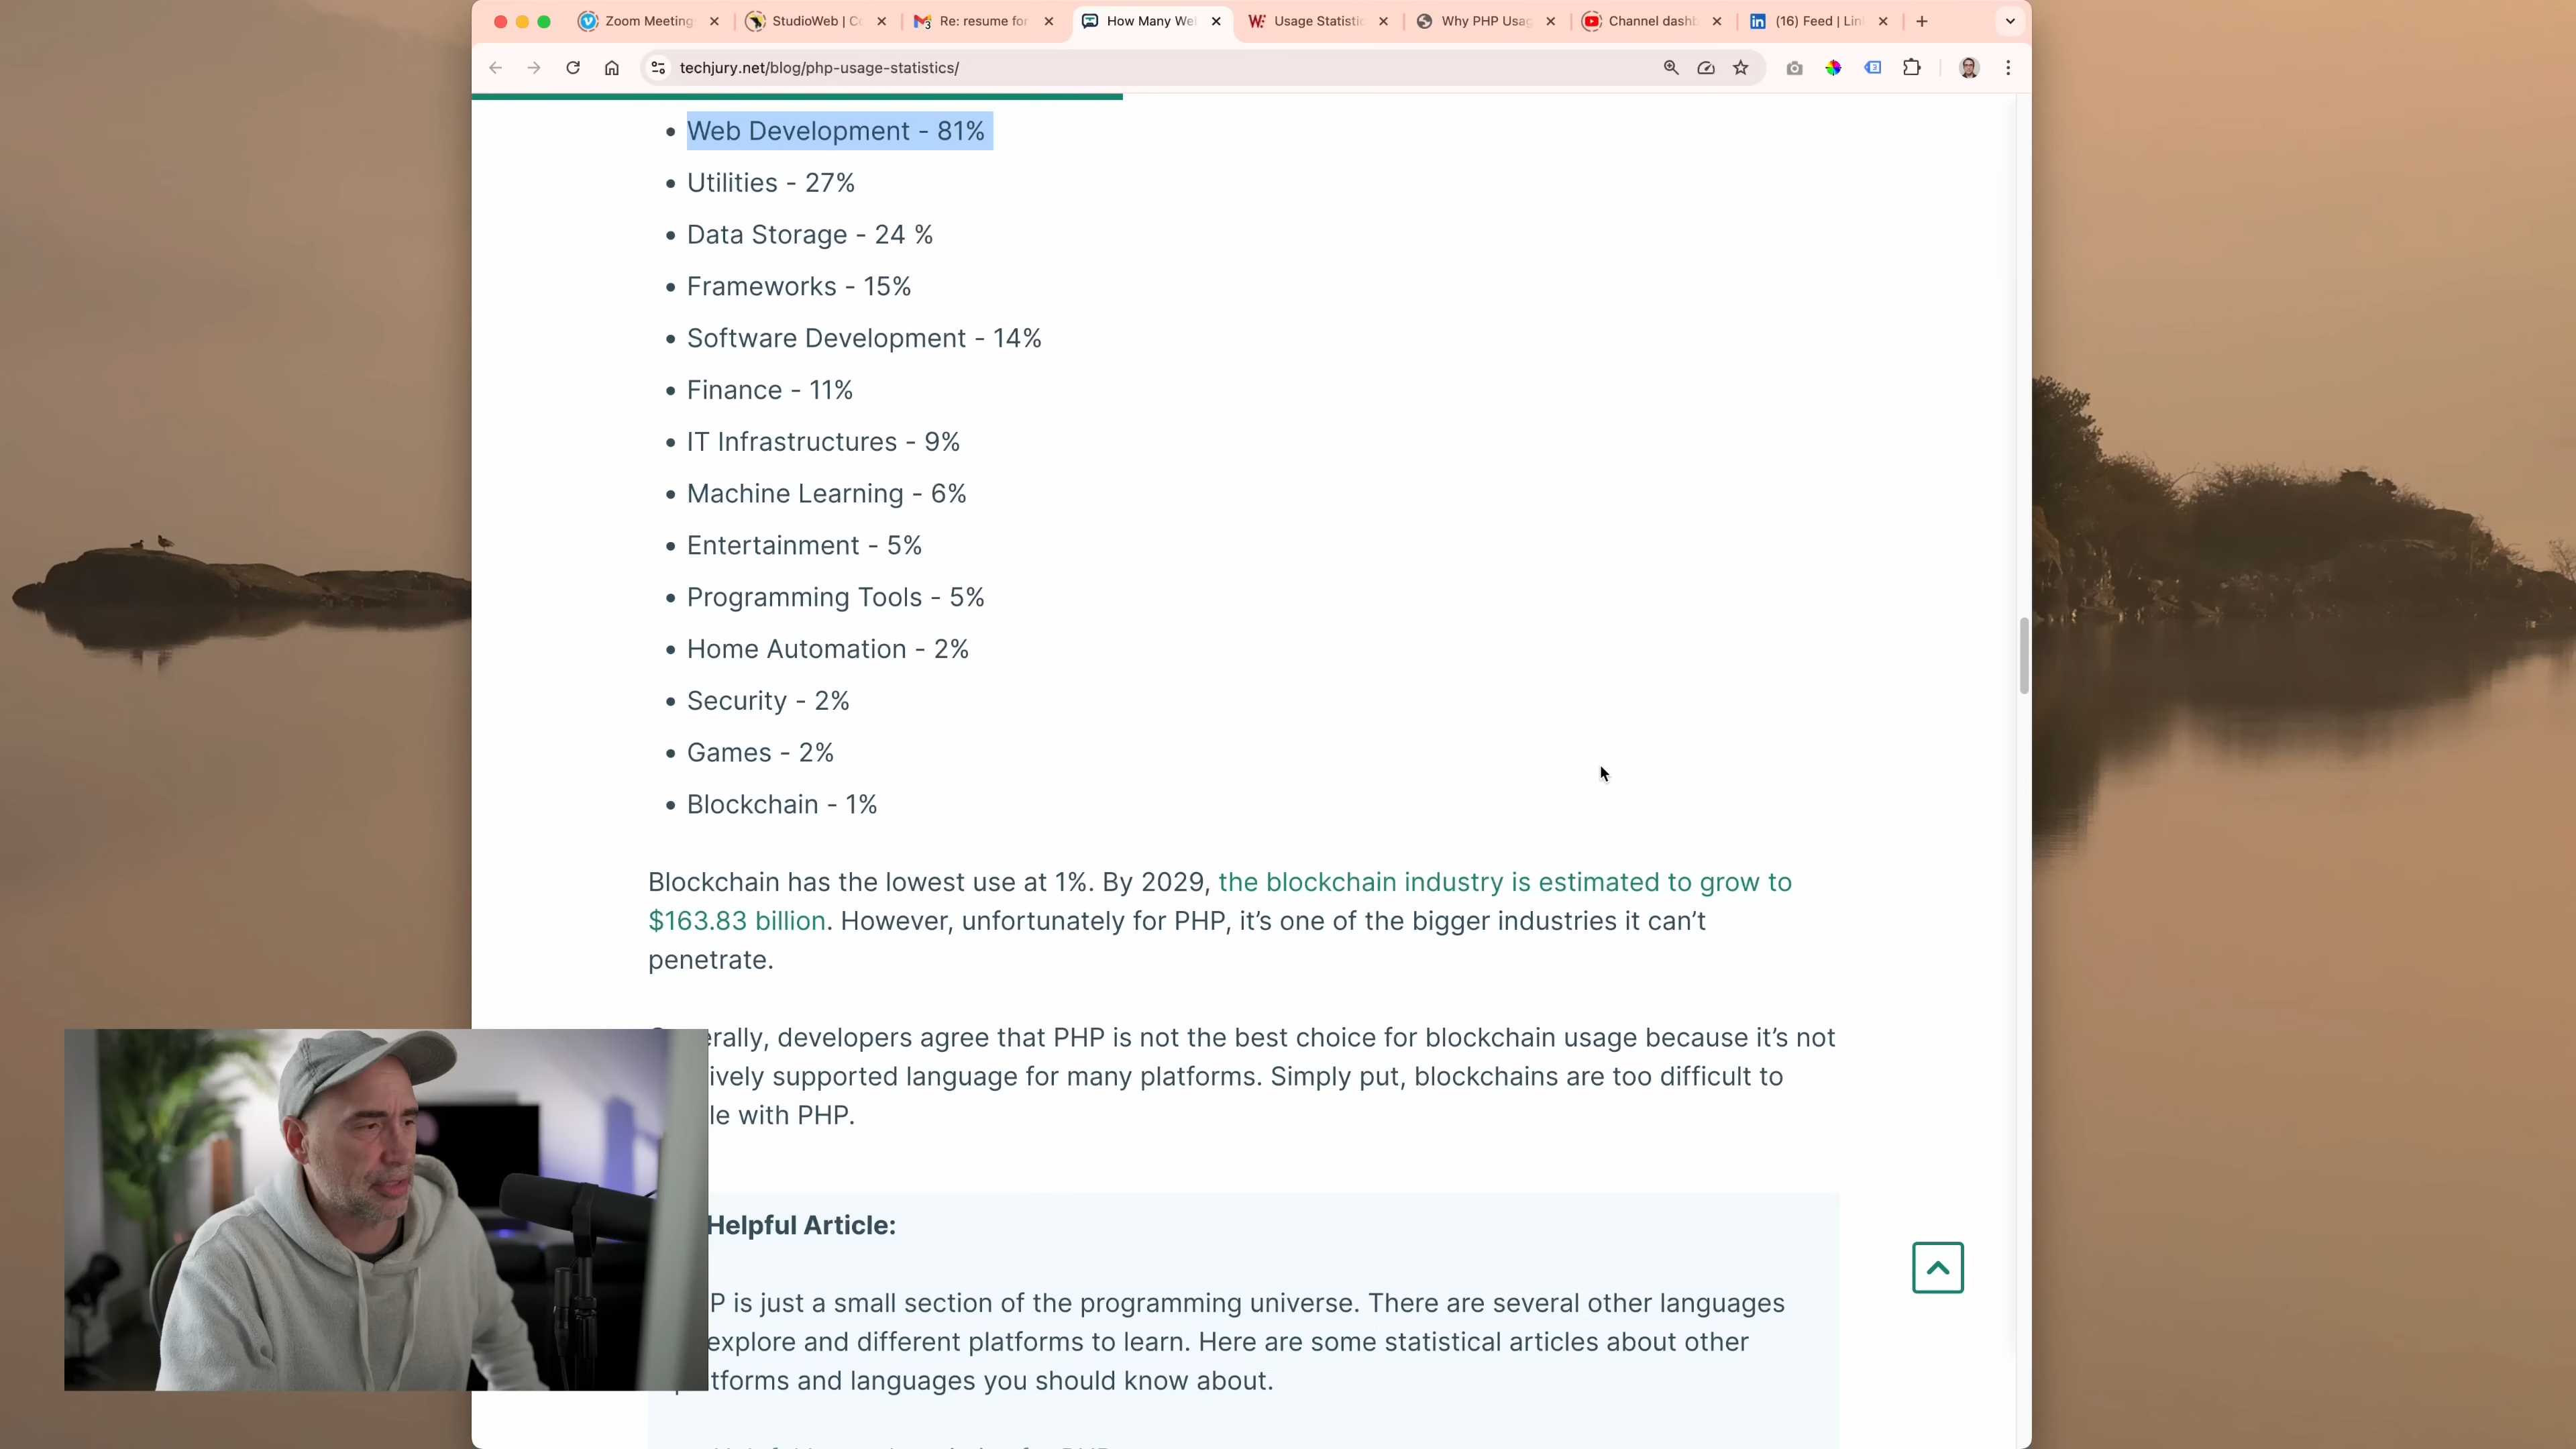 Zoom Meeting
StudioWeb | Co
Re: resume for
How Many We
Usage Statistic
Why PHP Usag
Channel dashb
(16) Feed | Lin
techjury.net/blog/php-usage-statistics/
Web Development - 81%
Utilities - 27%
Data Storage - 24 %
Frameworks - 15%
Software Development - 14%
Finance - 11%
IT Infrastructures - 9%
Machine Learning - 6%
Entertainment - 5%
Programming Tools - 5%
Home Automation - 2%
Security - 2%
Games - 2%
Blockchain - 1%
Blockchain has the lowest use at 1%. By 2029, the blockchain industry is estimated to grow to
$163.83 billion. However, unfortunately for PHP, it’s one of the bigger industries it can’t
penetrate.
erally, developers agree that PHP is not the best choice for blockchain usage because it’s not
ively supported language for many platforms. Simply put, blockchains are too difficult to
le with PHP.
Helpful Article:
P is just a small section of the programming universe. There are several other languages
explore and different platforms to learn. Here are some statistical articles about other
tforms and languages you should know about.